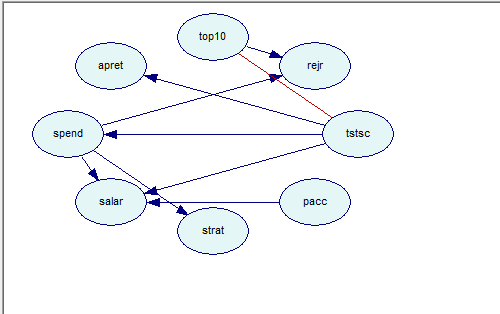 top10
apret
rejr
spend
tstsc
salar
pacc
strat